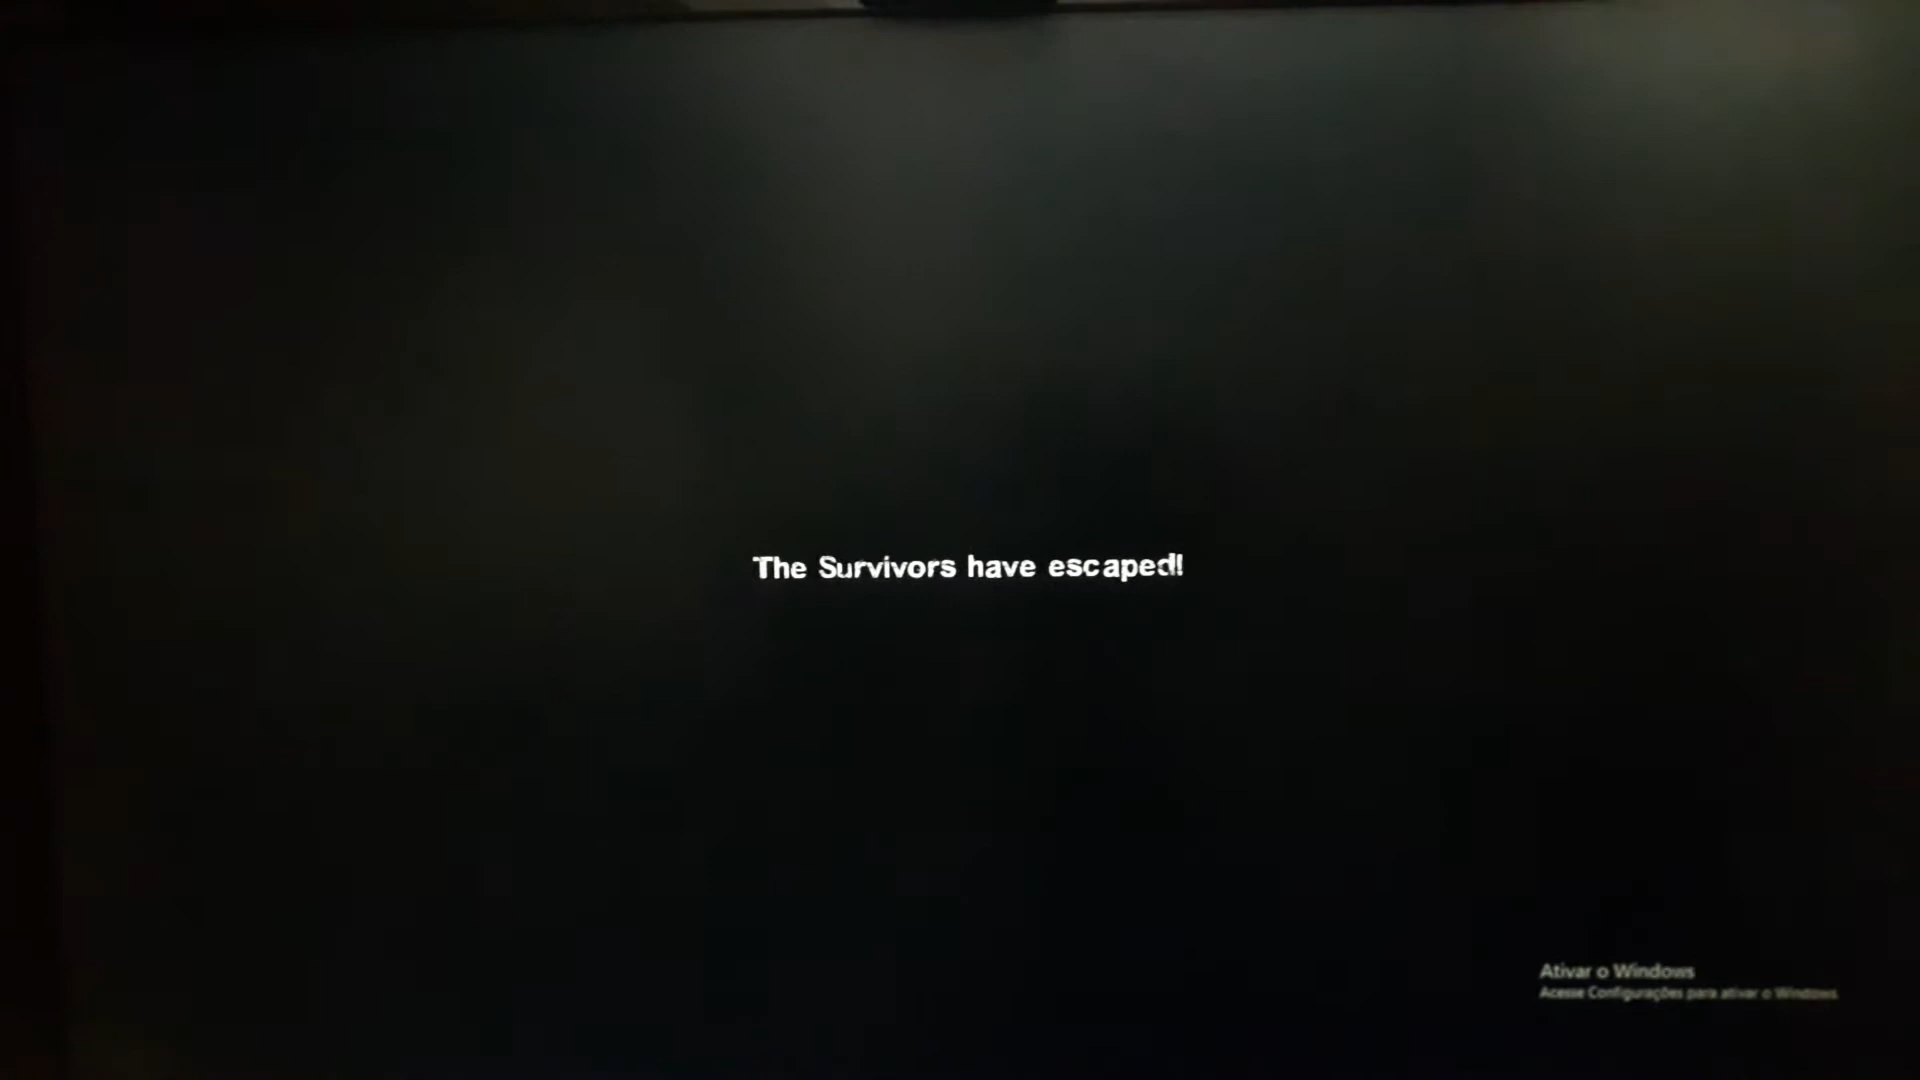 The Survivors have escaped!
Ativar o Windows
Acesse Configurações para ativar o Windows.